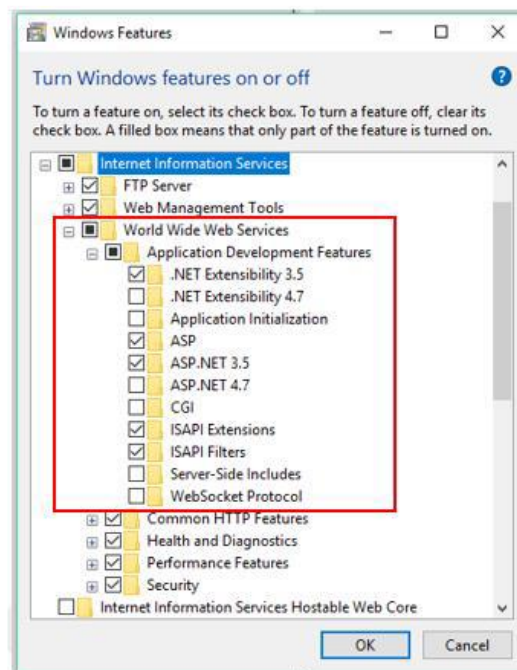 Windows Features
Turn Windows features on or off
To turn a feature on, select its check box. To turn a feature off, clear its
check box. A filled box means that only part of the feature is turned on.
Internet Information Services
FTP Server
Web Management Tools
World Wide Web Services
Application Development Features
.NET Extensibility 3.5
.NET Extensibility 4.7
Application Initialization
ASP
ASP.NET 3.5
ASP.NET 4.7
CGI
ISAPI Extensions
ISAPI Filters
Server-Side Includes
WebSocket Protocol
Common HTTP Features
Health and Diagnostics
Performance Features
Security
Internet Information Services Hostable Web Core
OK Cancel